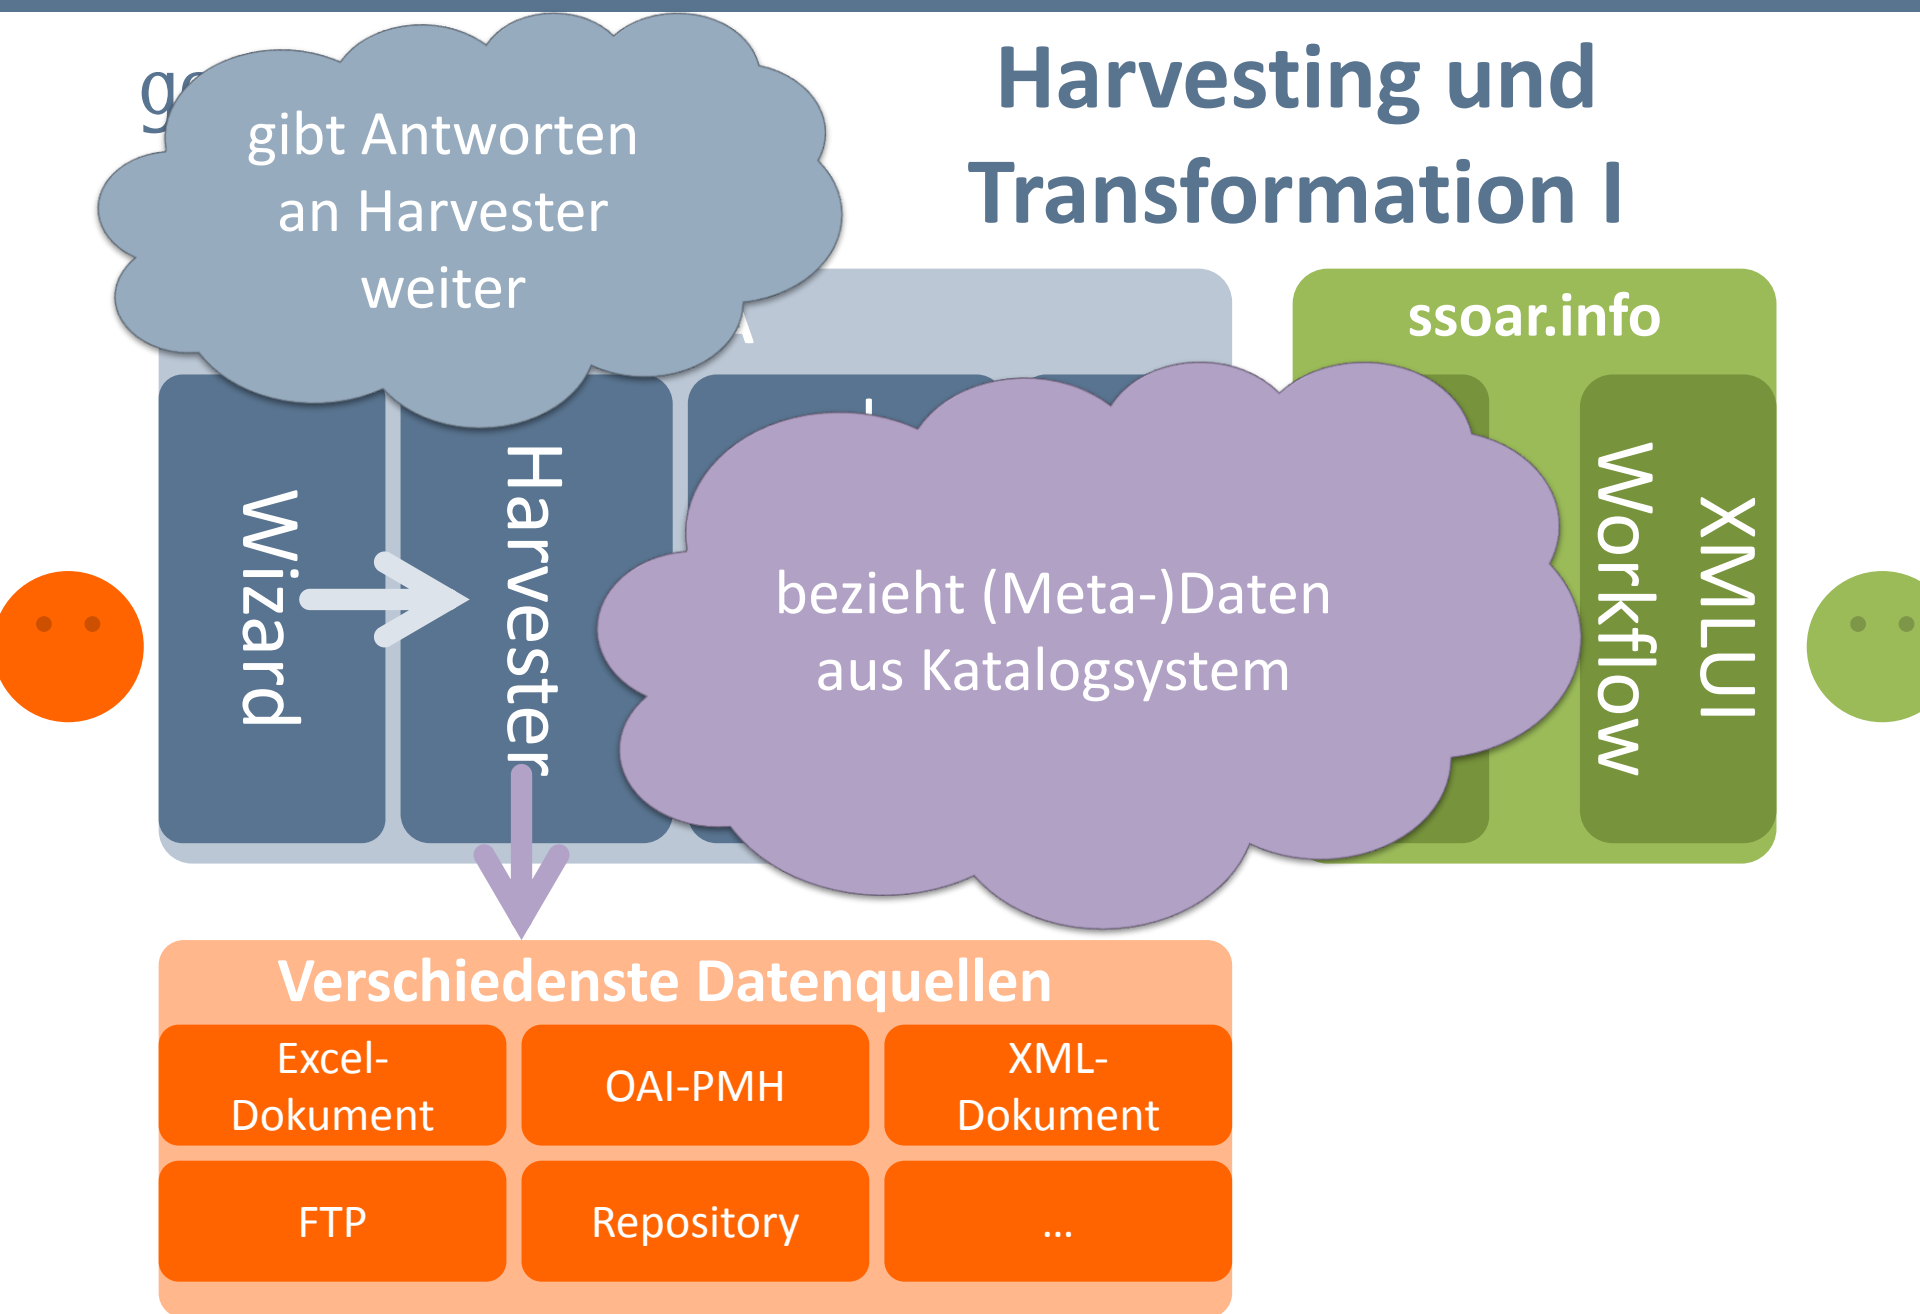 Harvesting und
Transformation I
gibt Antworten
an Harvester
weiter
ssoar.info
Wizard
Harvester
bezieht (Meta-)Daten
aus Katalogsystem
XMLUI
Workflow
Verschiedenste Datenquellen
Excel-
Dokument
OAI-PMH
XML-
Dokument
FTP
Repository
...